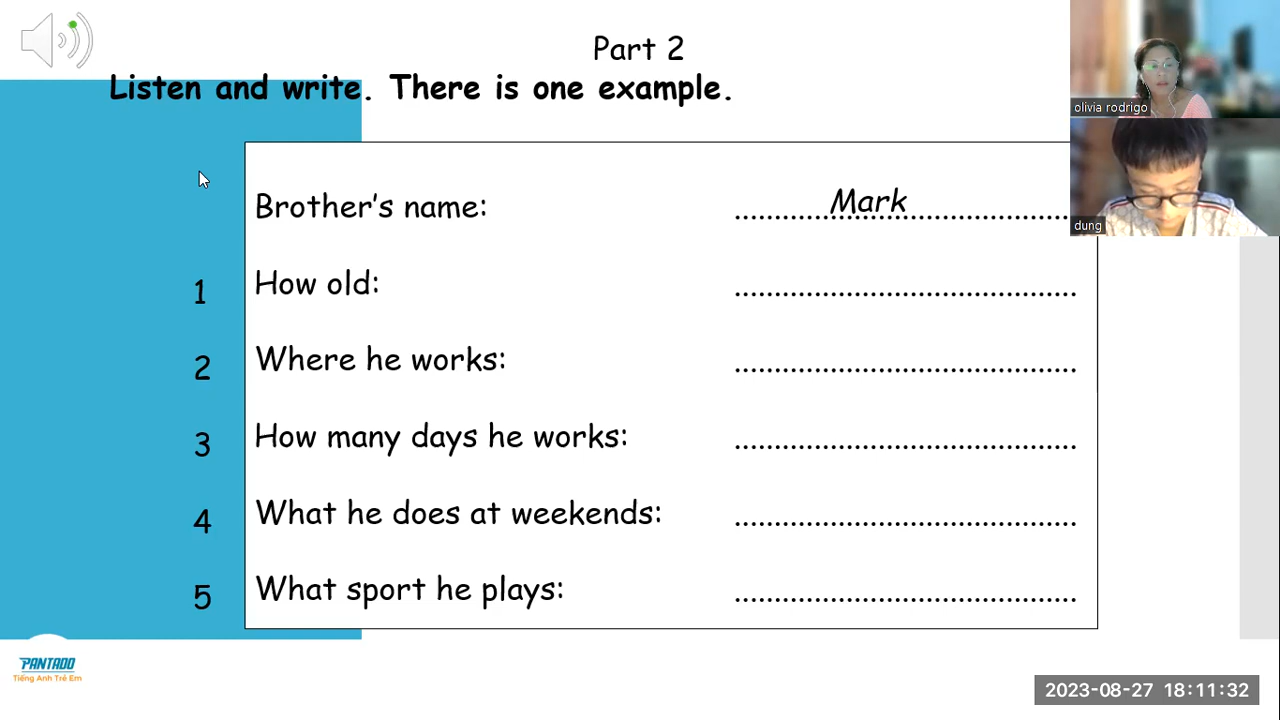 Part 2
Listen and write. There is one example.
olivia rodrigo
Brother's name: ........Mark........
dung
1 How old: ........................................
2 Where he works: ........................................
3 How many days he works: ........................................
4 What he does at weekends: ........................................
5 What sport he plays: ........................................
PANTADO
Tiếng Anh Trẻ Em
2023-08-27 18:11:32